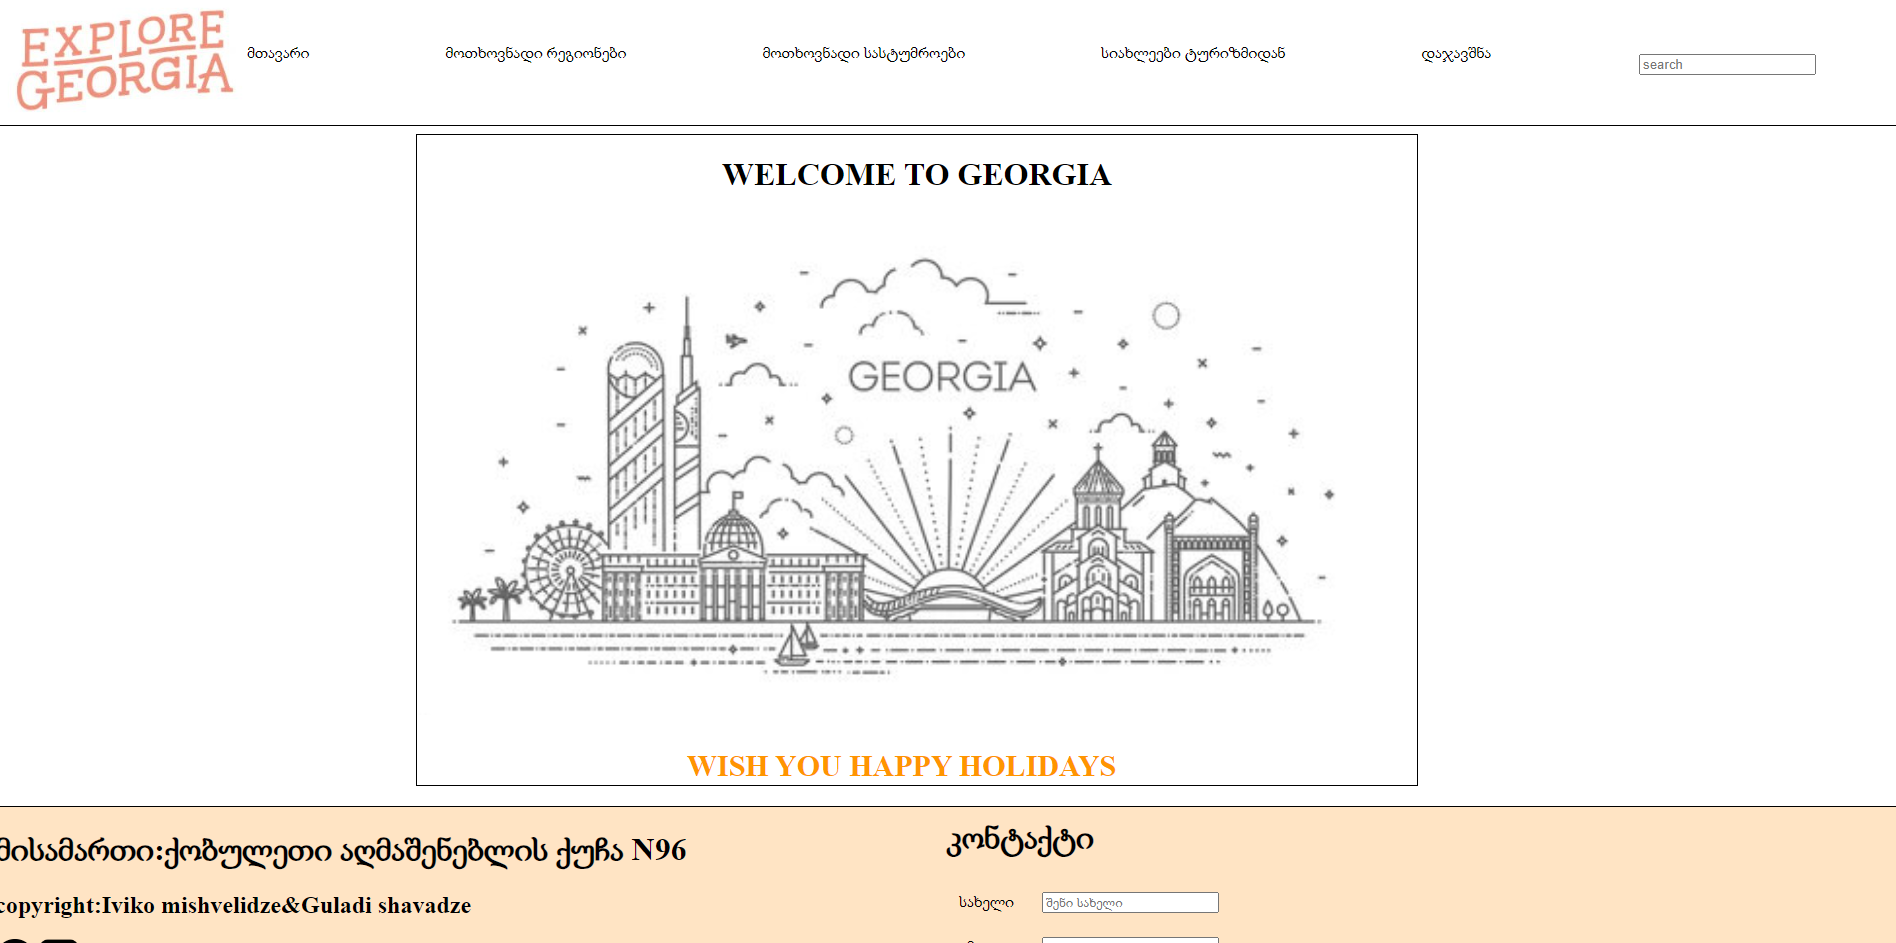 EXPLORE
GEORGIA
მთავარი
მოთხოვნადი რეგიონები
მოთხოვნადი სასტუმროები
სიახლეები ტურიზმიდან
დაჯავშნა
search
WELCOME TO GEORGIA
GEORGIA
WISH YOU HAPPY HOLIDAYS
მისამართი:ქობულეთი აღმაშენებლის ქუჩა N96
copyright:Iviko mishvelidze&Guladi shavadze
კონტაქტი
სახელი
შენი სახელი